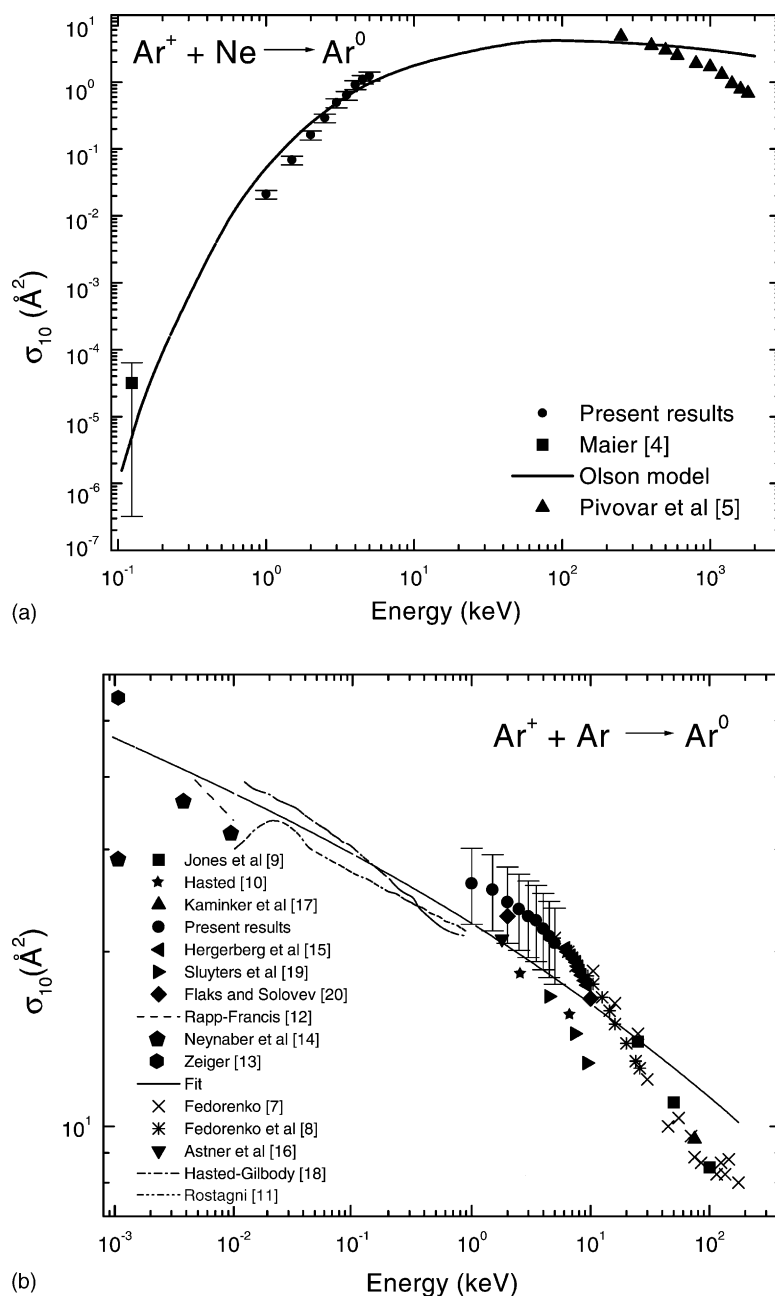 Ar⁺ + Ne ⟶ Ar⁰
10¹
10⁰
10⁻¹
10⁻²
10⁻³
10⁻⁴
10⁻⁵
10⁻⁶
10⁻⁷
σ₁₀ (Å²)
Present results
Maier [4]
Olson model
Pivovar et al [5]
10⁻¹ 10⁰ 10¹ 10² 10³
Energy (keV)
(a)
Ar⁺ + Ar ⟶ Ar⁰
σ₁₀(Å²)
10¹
Jones et al [9]
Hasted [10]
Kaminker et al [17]
Present results
Hergerberg et al [15]
Sluyters et al [19]
Flaks and Solovev [20]
Rapp-Francis [12]
Neynaber et al [14]
Zeiger [13]
Fit
Fedorenko [7]
Fedorenko et al [8]
Astner et al [16]
Hasted-Gilbody [18]
Rostagni [11]
10⁻³ 10⁻² 10⁻¹ 10⁰ 10¹ 10²
Energy (keV)
(b)